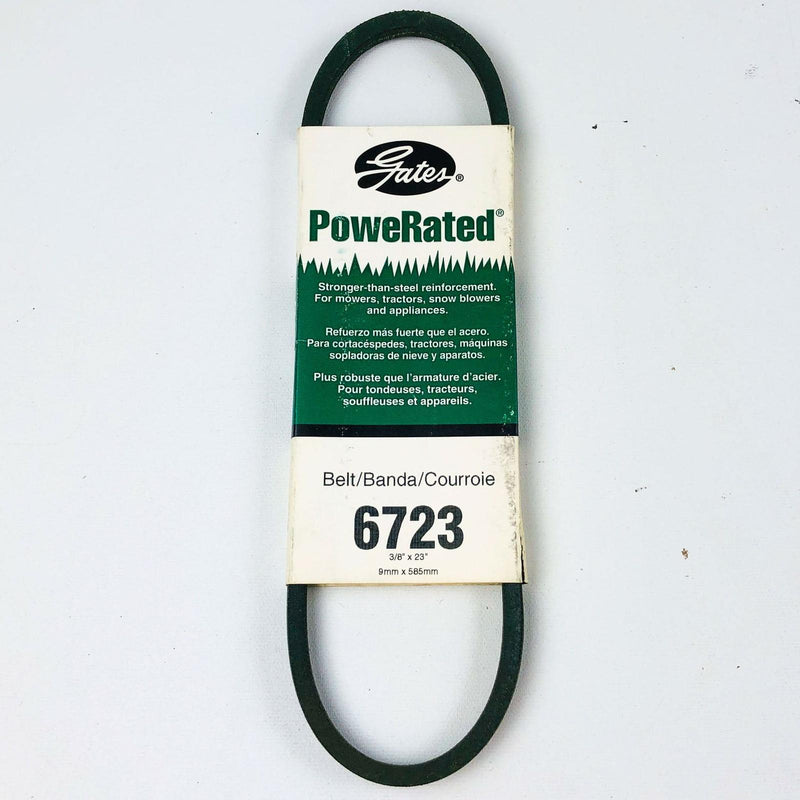 Gates®
PoweRated®
Stronger-than-steel reinforcement.
For mowers, tractors, snow blowers
and appliances.
Refuerzo más fuerte que el acero.
Para cortacéspedes, tractores, máquinas
sopladoras de nieve y aparatos.
Plus robuste que l'armature d'acier.
Pour tondeuses, tracteurs,
souffleuses et appareils.
Belt/Banda/Courroie
6723
3/8" x 23"
9mm x 585mm